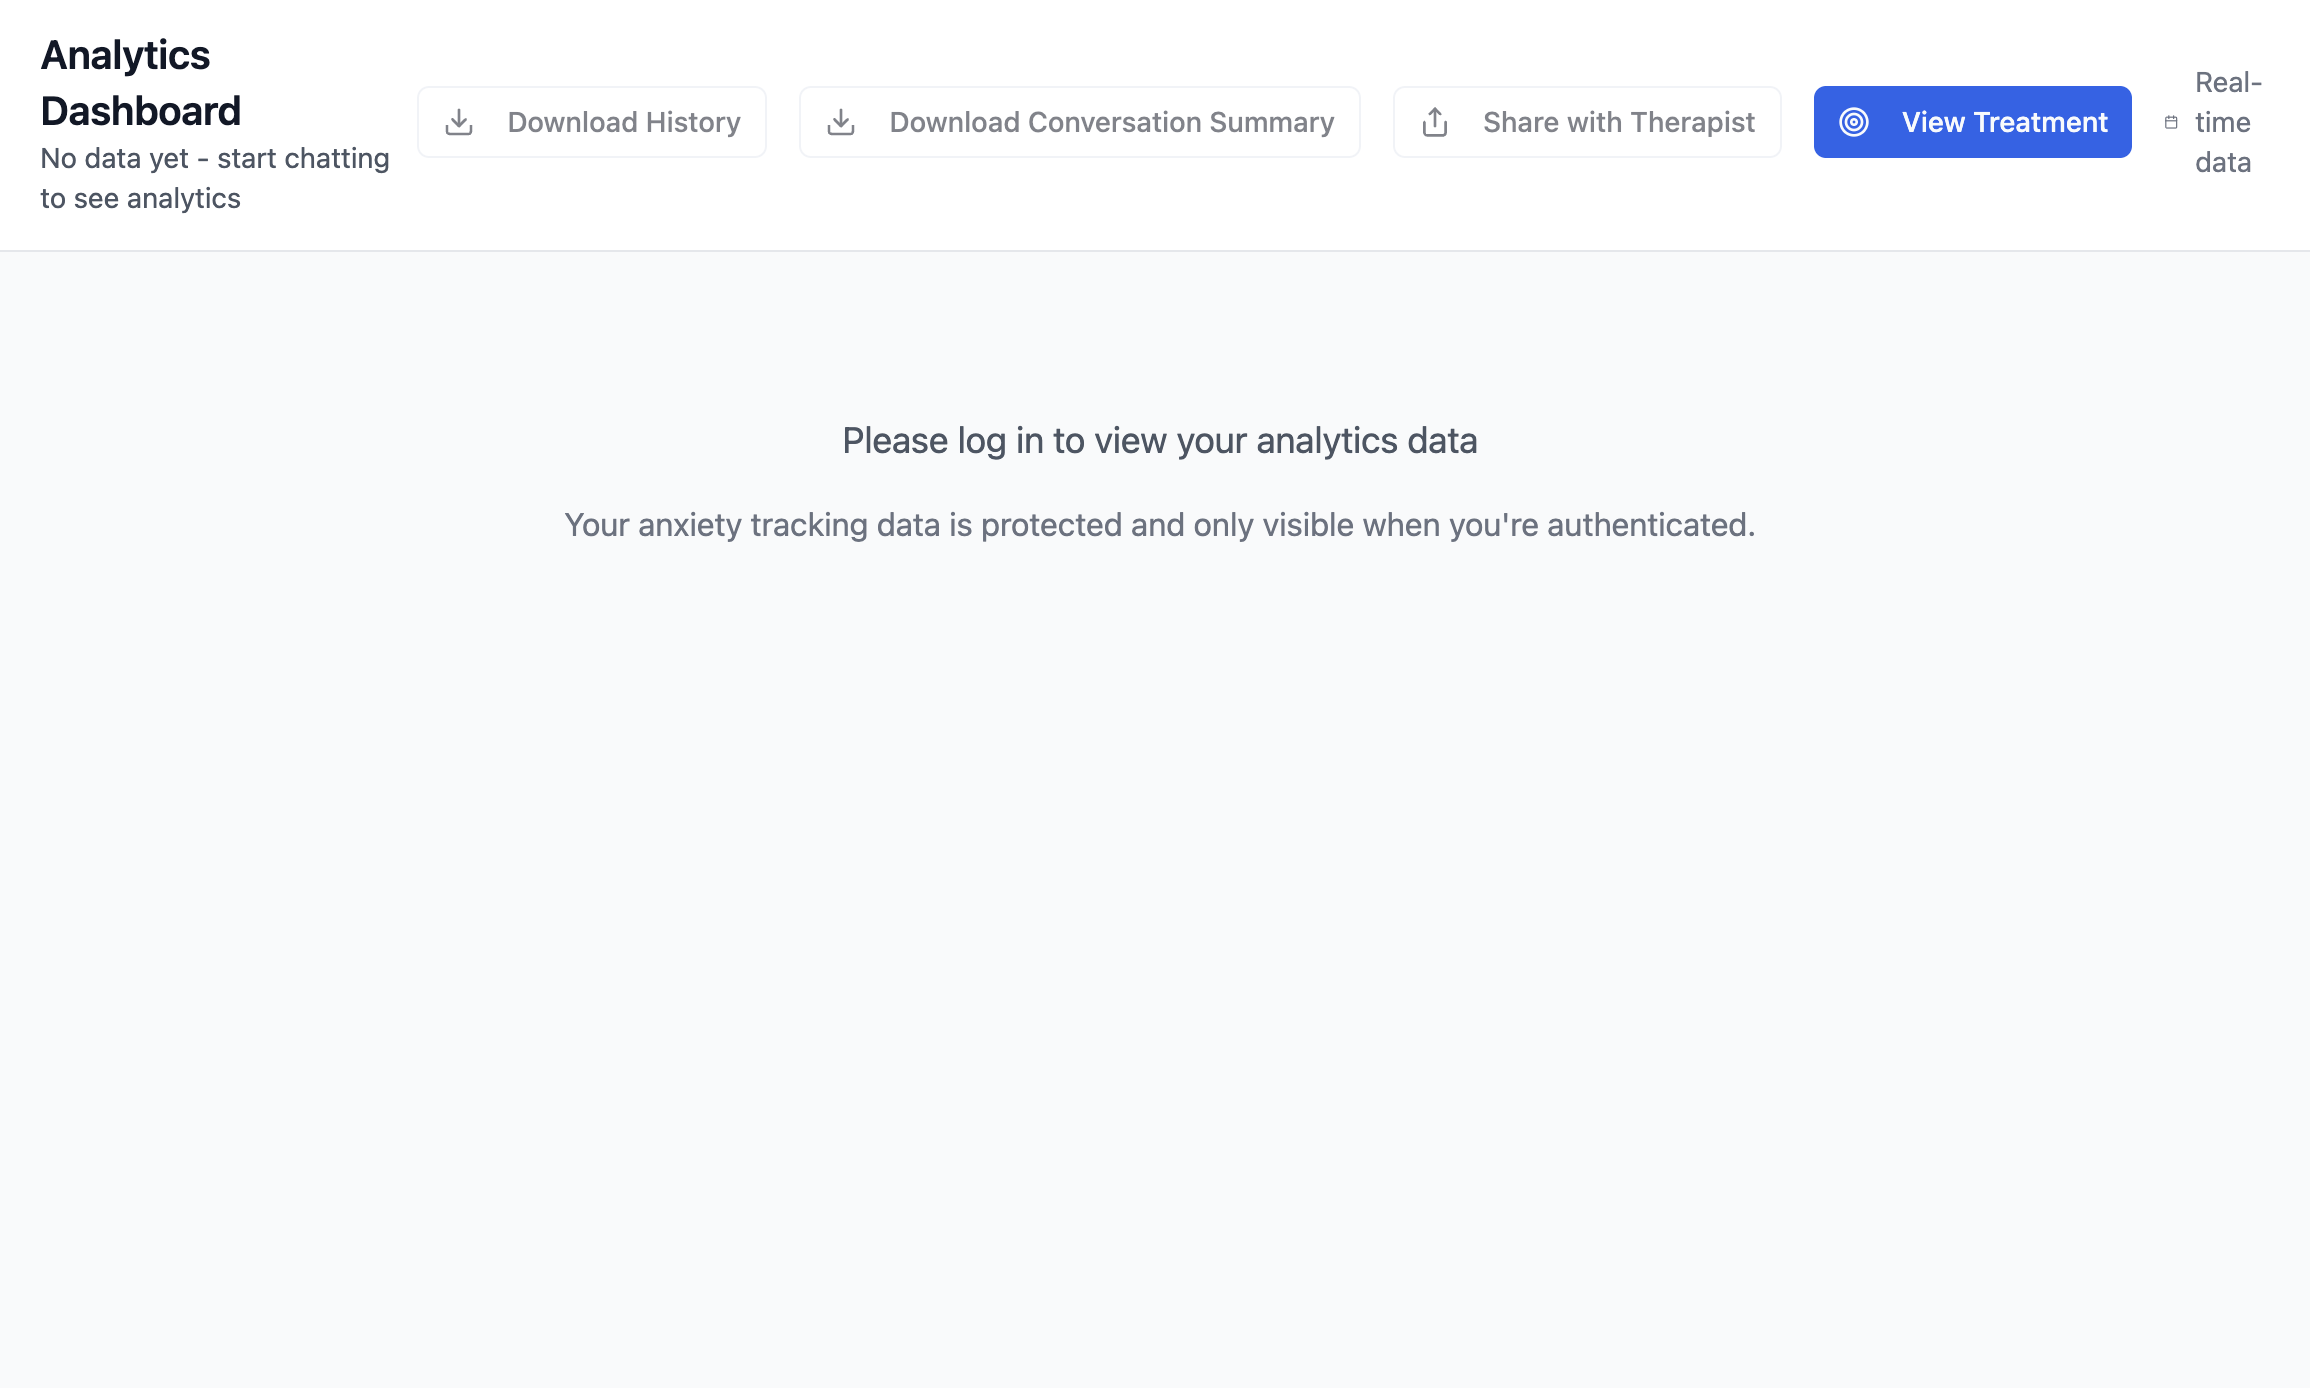 Analytics
Dashboard
No data yet - start chatting
to see analytics
Download History
Download Conversation Summary
Share with Therapist
View Treatment
Real-
time
data
Please log in to view your analytics data
Your anxiety tracking data is protected and only visible when you're authenticated.